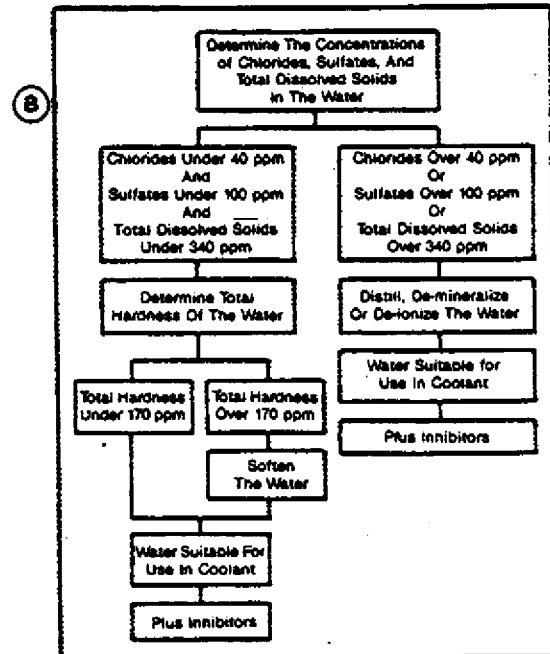 B
Determine The Concentrations
of Chlorides, Sulfates, And
Total Dissolved Solids
In The Water
Chlorides Under 40 ppm
And
Sulfates Under 100 ppm
And
Total Dissolved Solids
Under 340 ppm
Chlorides Over 40 ppm
Or
Sulfates Over 100 ppm
Or
Total Dissolved Solids
Over 340 ppm
Determine Total
Hardness Of The Water
Distill, De-mineralize
Or De-ionize The Water
Total Hardness
Under 170 ppm
Total Hardness
Over 170 ppm
Water Suitable for
Use In Coolant
Plus Inhibitors
Soften
The Water
Water Suitable For
Use In Coolant
Plus Inhibitors